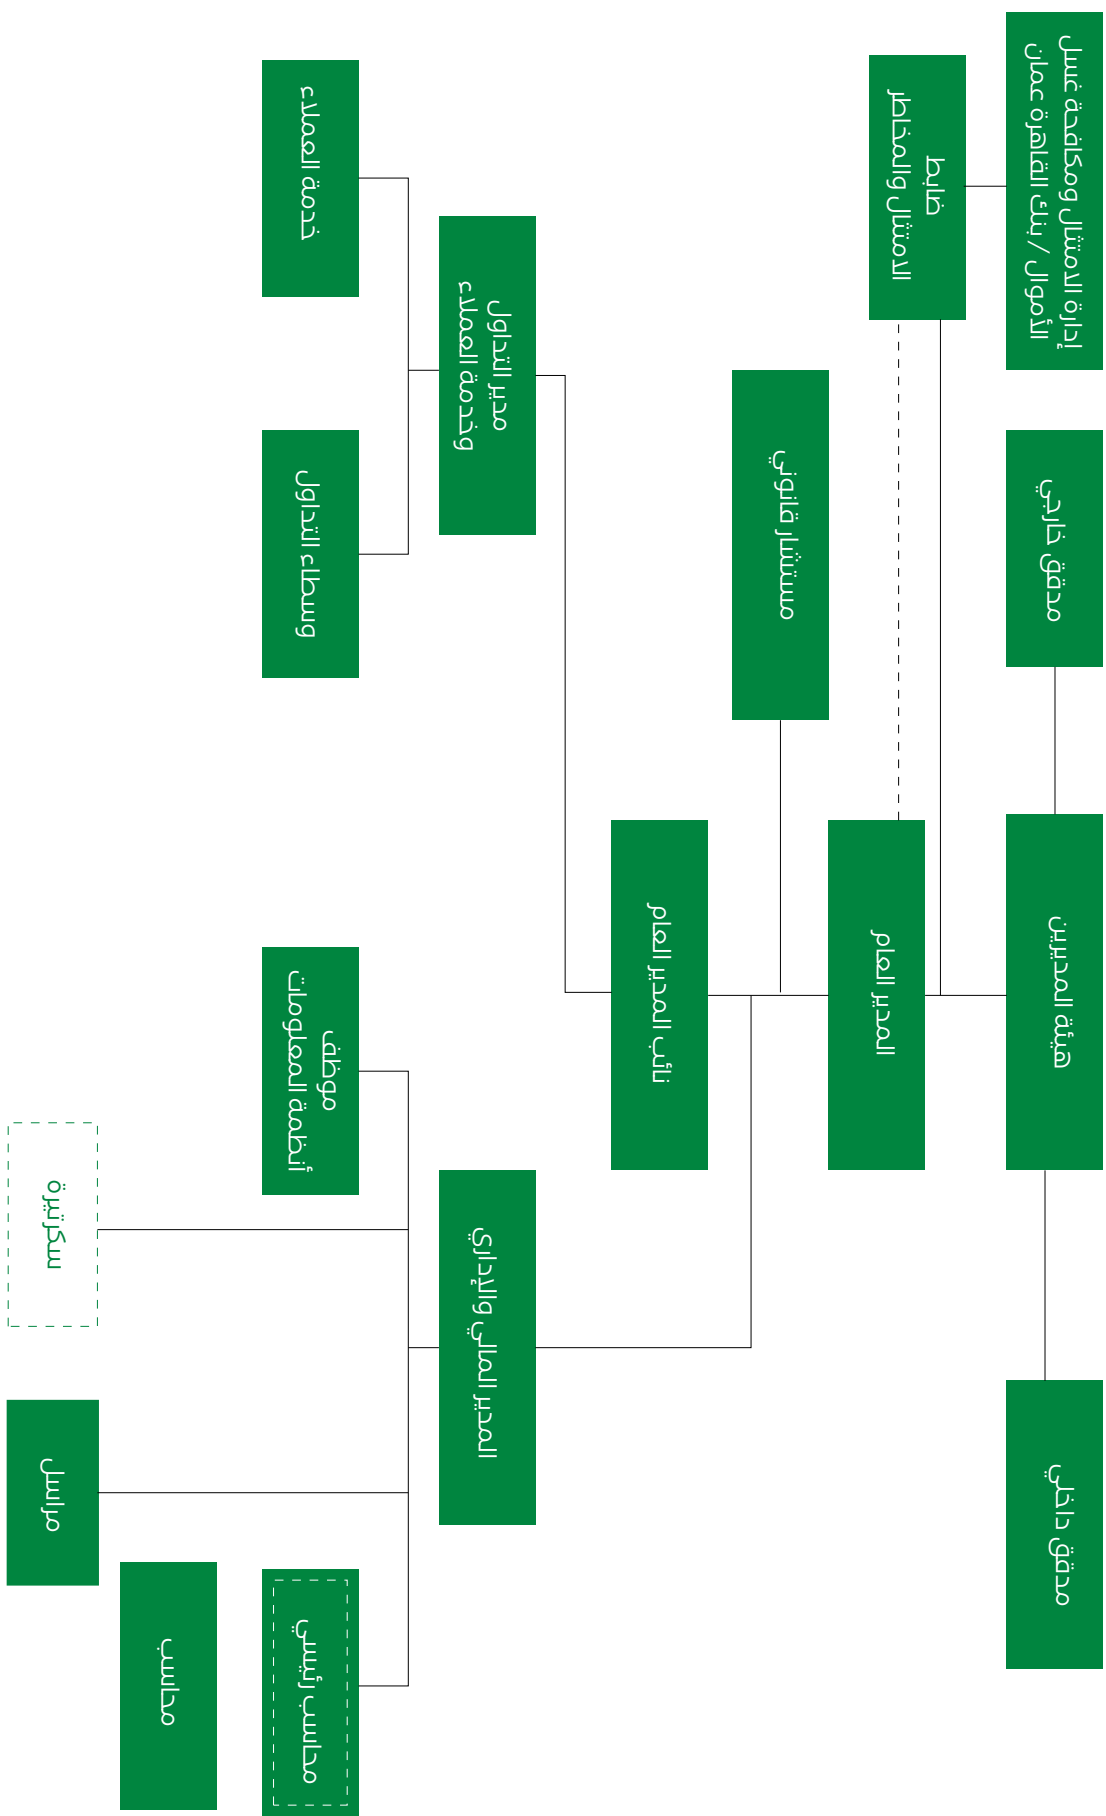 إدارة الامتثال ومكافحة غسل
الأموال / بنك القاهرة عمان
مدقق خارجي
هيئة المديرين
مدقق داخلي
ضابط
الامتثال والمخاطر
المدير العام
مستشار قانوني
نائب المدير العام
مدير التداول
وخدمة العملاء
المدير المالي والإداري
خدمة العملاء
وسطاء التداول
موظف
أنظمة المعلومات
محاسب رئيسي
محاسب
سكرتيرة
مراسل